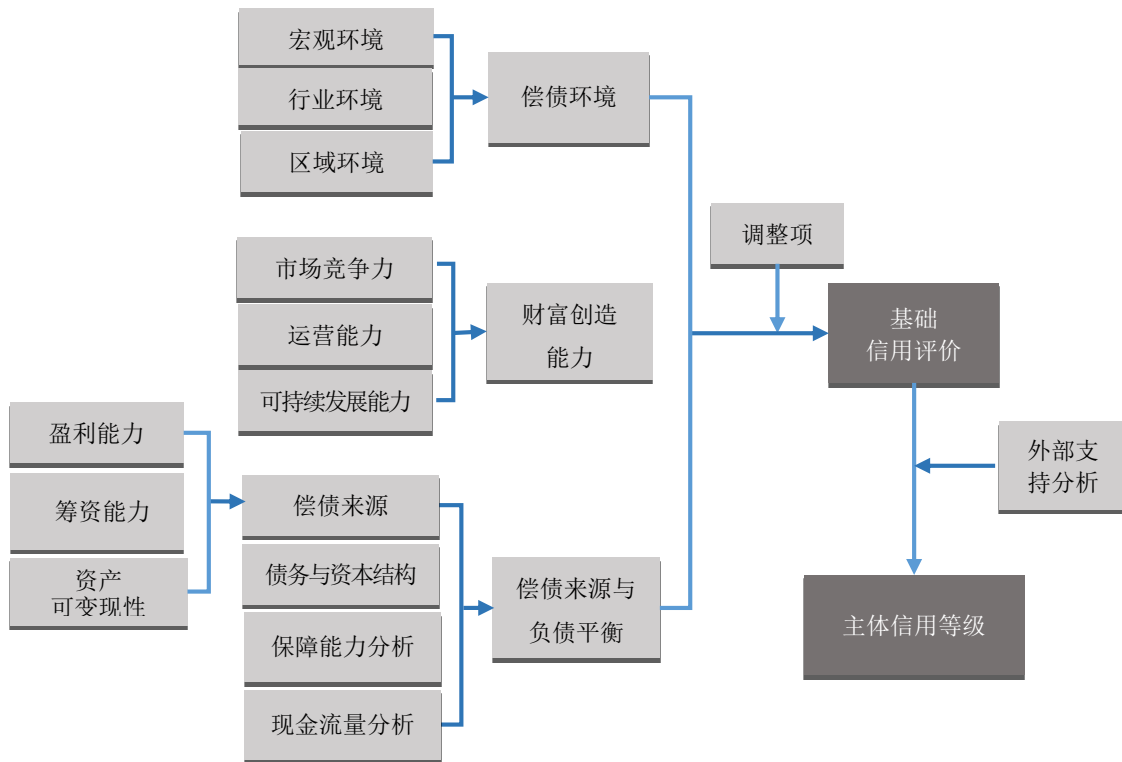 宏观环境
行业环境
区域环境
偿债环境
市场竞争力
运营能力
可持续发展能力
财富创造
能力
盈利能力
筹资能力
资产
可变现性
偿债来源
债务与资本结构
保障能力分析
现金流量分析
偿债来源与
负债平衡
调整项
基础
信用评价
外部支
持分析
主体信用等级